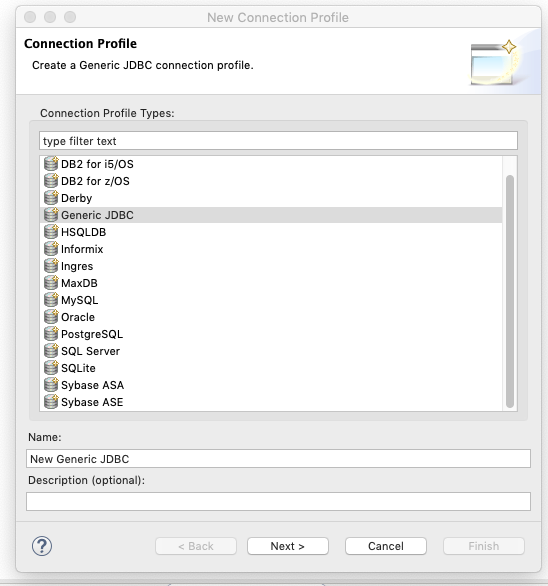 New Connection Profile
Connection Profile
Create a Generic JDBC connection profile.
Connection Profile Types:
type filter text
DB2 for i5/OS
DB2 for z/OS
Derby
Generic JDBC
HSQLDB
Informix
Ingres
MaxDB
MySQL
Oracle
PostgreSQL
SQL Server
SQLite
Sybase ASA
Sybase ASE
Name:
New Generic JDBC
Description (optional):
? < Back Next > Cancel Finish